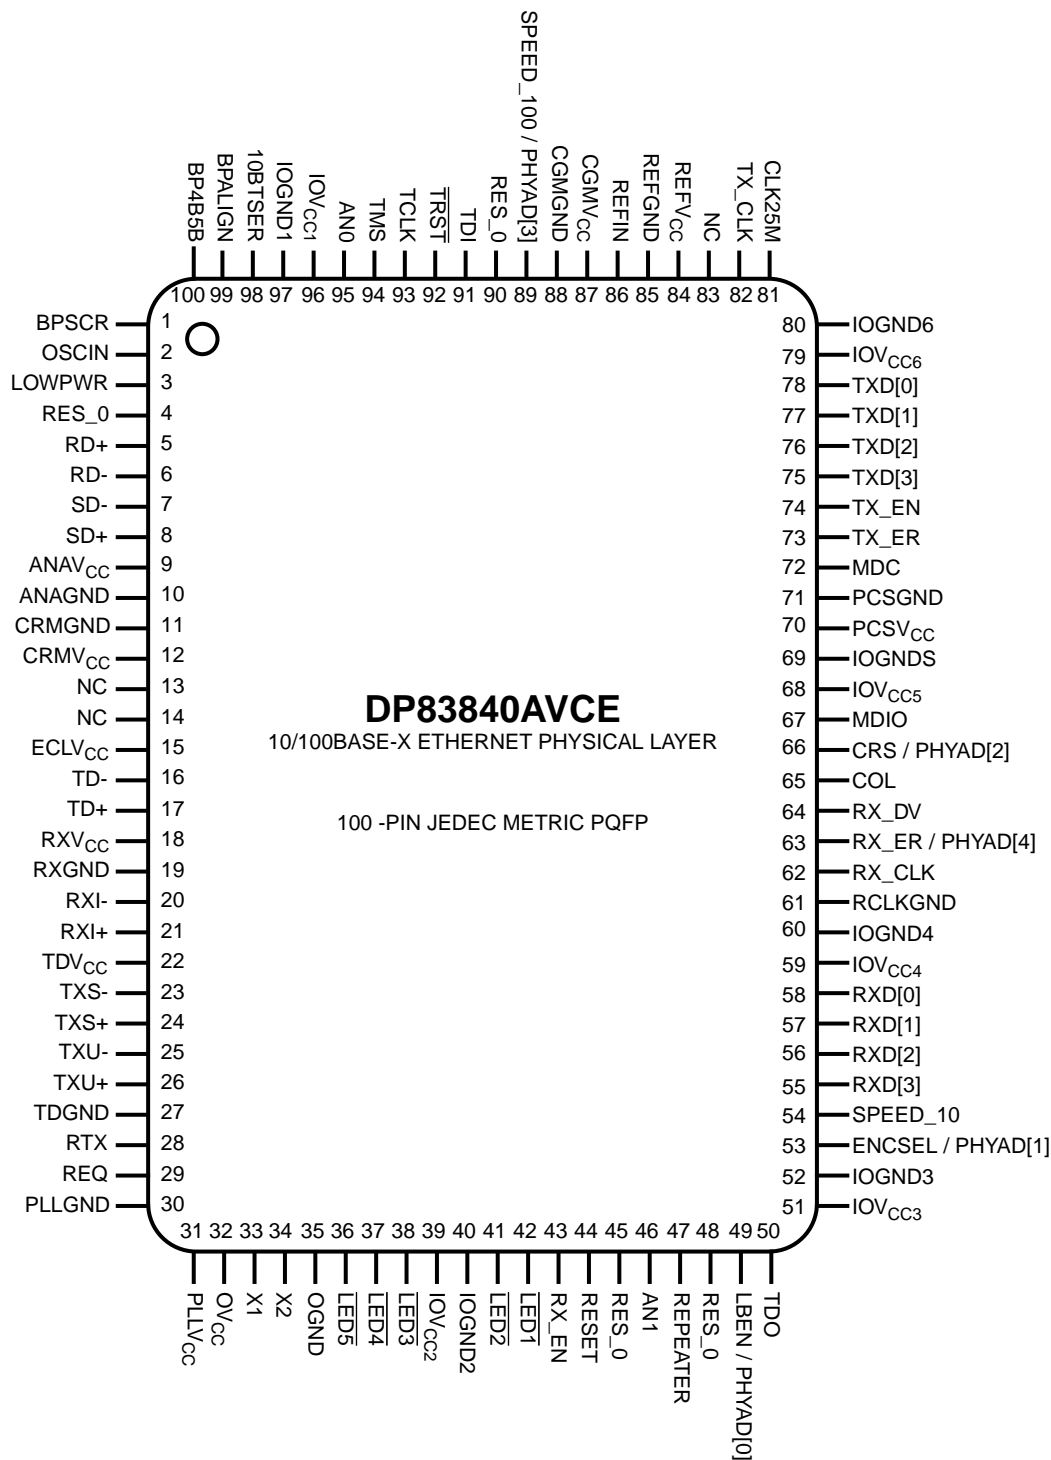 SPEED_100 / PHYAD[3]
BP4B5B
BPALIGN
10BTSER
IOGND1
IOVCC1
AN0
TMS
TCLK
TRST
TDI
RES_0
CGMGND
CGMVCC
REFIN
REFGND
REFVCC
NC
TX_CLK
CLK25M
100 99 98 97 96 95 94 93 92 91 90 89 88 87 86 85 84 83 82 81
BPSCR 1
OSCIN 2
LOWPWR 3
RES_0 4
RD+ 5
RD- 6
SD- 7
SD+ 8
ANAVCC 9
ANAGND 10
CRMGND 11
CRMVCC 12
NC 13
NC 14
ECLVCC 15
TD- 16
TD+ 17
RXVCC 18
RXGND 19
RXI- 20
RXI+ 21
TDVCC 22
TXS- 23
TXS+ 24
TXU- 25
TXU+ 26
TDGND 27
RTX 28
REQ 29
PLLGND 30
DP83840AVCE
10/100BASE-X ETHERNET PHYSICAL LAYER
100 -PIN JEDEC METRIC PQFP
80 IOGND6
79 IOVCC6
78 TXD[0]
77 TXD[1]
76 TXD[2]
75 TXD[3]
74 TX_EN
73 TX_ER
72 MDC
71 PCSGND
70 PCSVCC
69 IOGNDS
68 IOVCC5
67 MDIO
66 CRS / PHYAD[2]
65 COL
64 RX_DV
63 RX_ER / PHYAD[4]
62 RX_CLK
61 RCLKGND
60 IOGND4
59 IOVCC4
58 RXD[0]
57 RXD[1]
56 RXD[2]
55 RXD[3]
54 SPEED_10
53 ENCSEL / PHYAD[1]
52 IOGND3
51 IOVCC3
31 32 33 34 35 36 37 38 39 40 41 42 43 44 45 46 47 48 49 50
PLLVCC
OVCC
X1
X2
OGND
LED5
LED4
LED3
IOVCC2
IOGND2
LED2
LED1
RX_EN
RESET
RES_0
AN1
REPEATER
RES_0
LBEN / PHYAD[0]
TDO